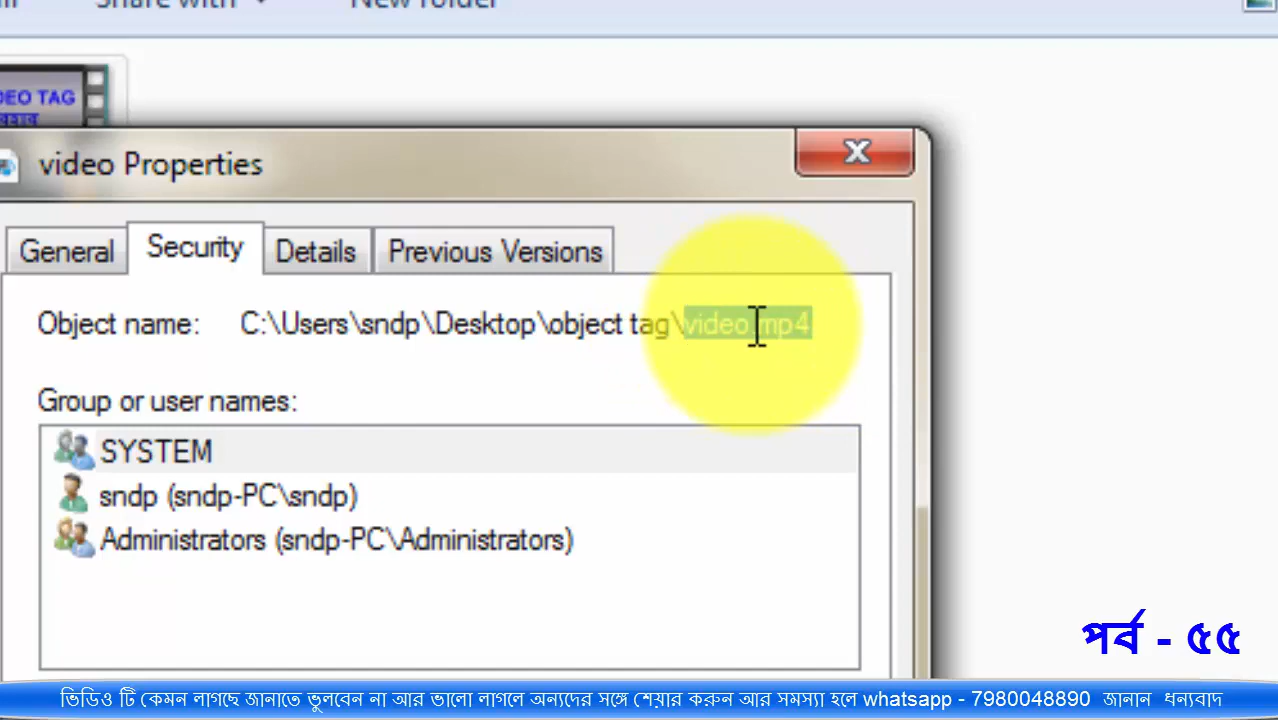 Share with
New folder
DEO TAG
video Properties
General Security Details Previous Versions
Object name: C:\Users\sndp\Desktop\object tag\video.mp4
Group or user names:
SYSTEM
sndp (sndp-PC\sndp)
Administrators (sndp-PC\Administrators)
পর্ব - ৫৫
ভিডিও টি কেমন লাগছে জানাতে ভুলবেন না আর ভালো লাগলে অন্যদের সঙ্গে শেয়ার করুন আর সমস্যা হলে whatsapp - 7980048890 জানান ধন্যবাদ